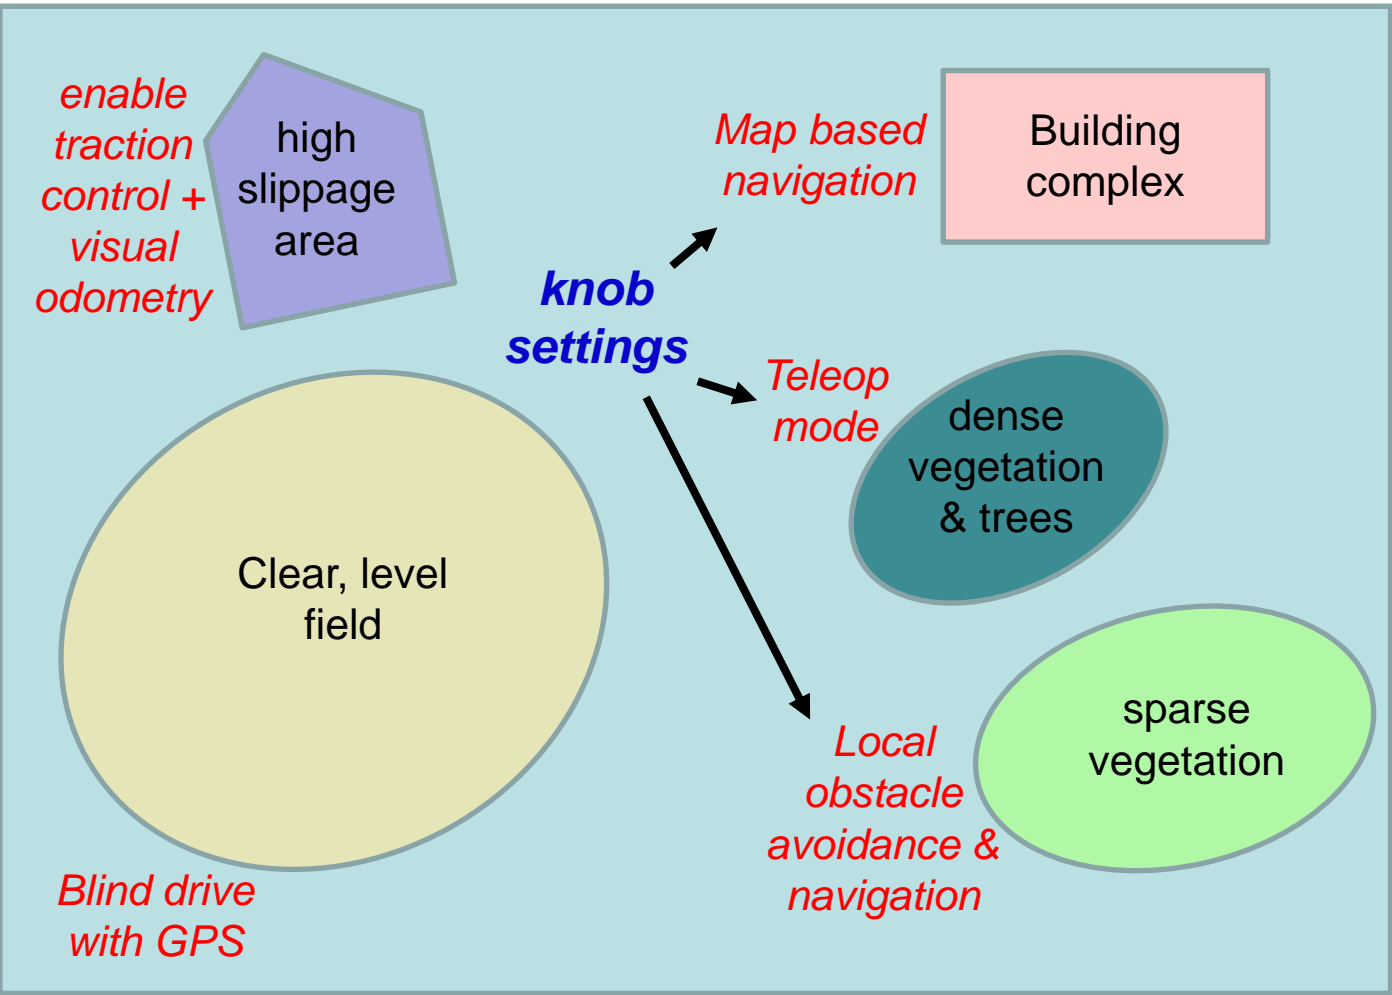 enable
traction
control +
visual
odometry
high
slippage
area
Map based
navigation
Building
complex
knob
settings
Teleop
mode
dense
vegetation
& trees
Clear, level
field
sparse
vegetation
Local
obstacle
avoidance &
navigation
Blind drive
with GPS